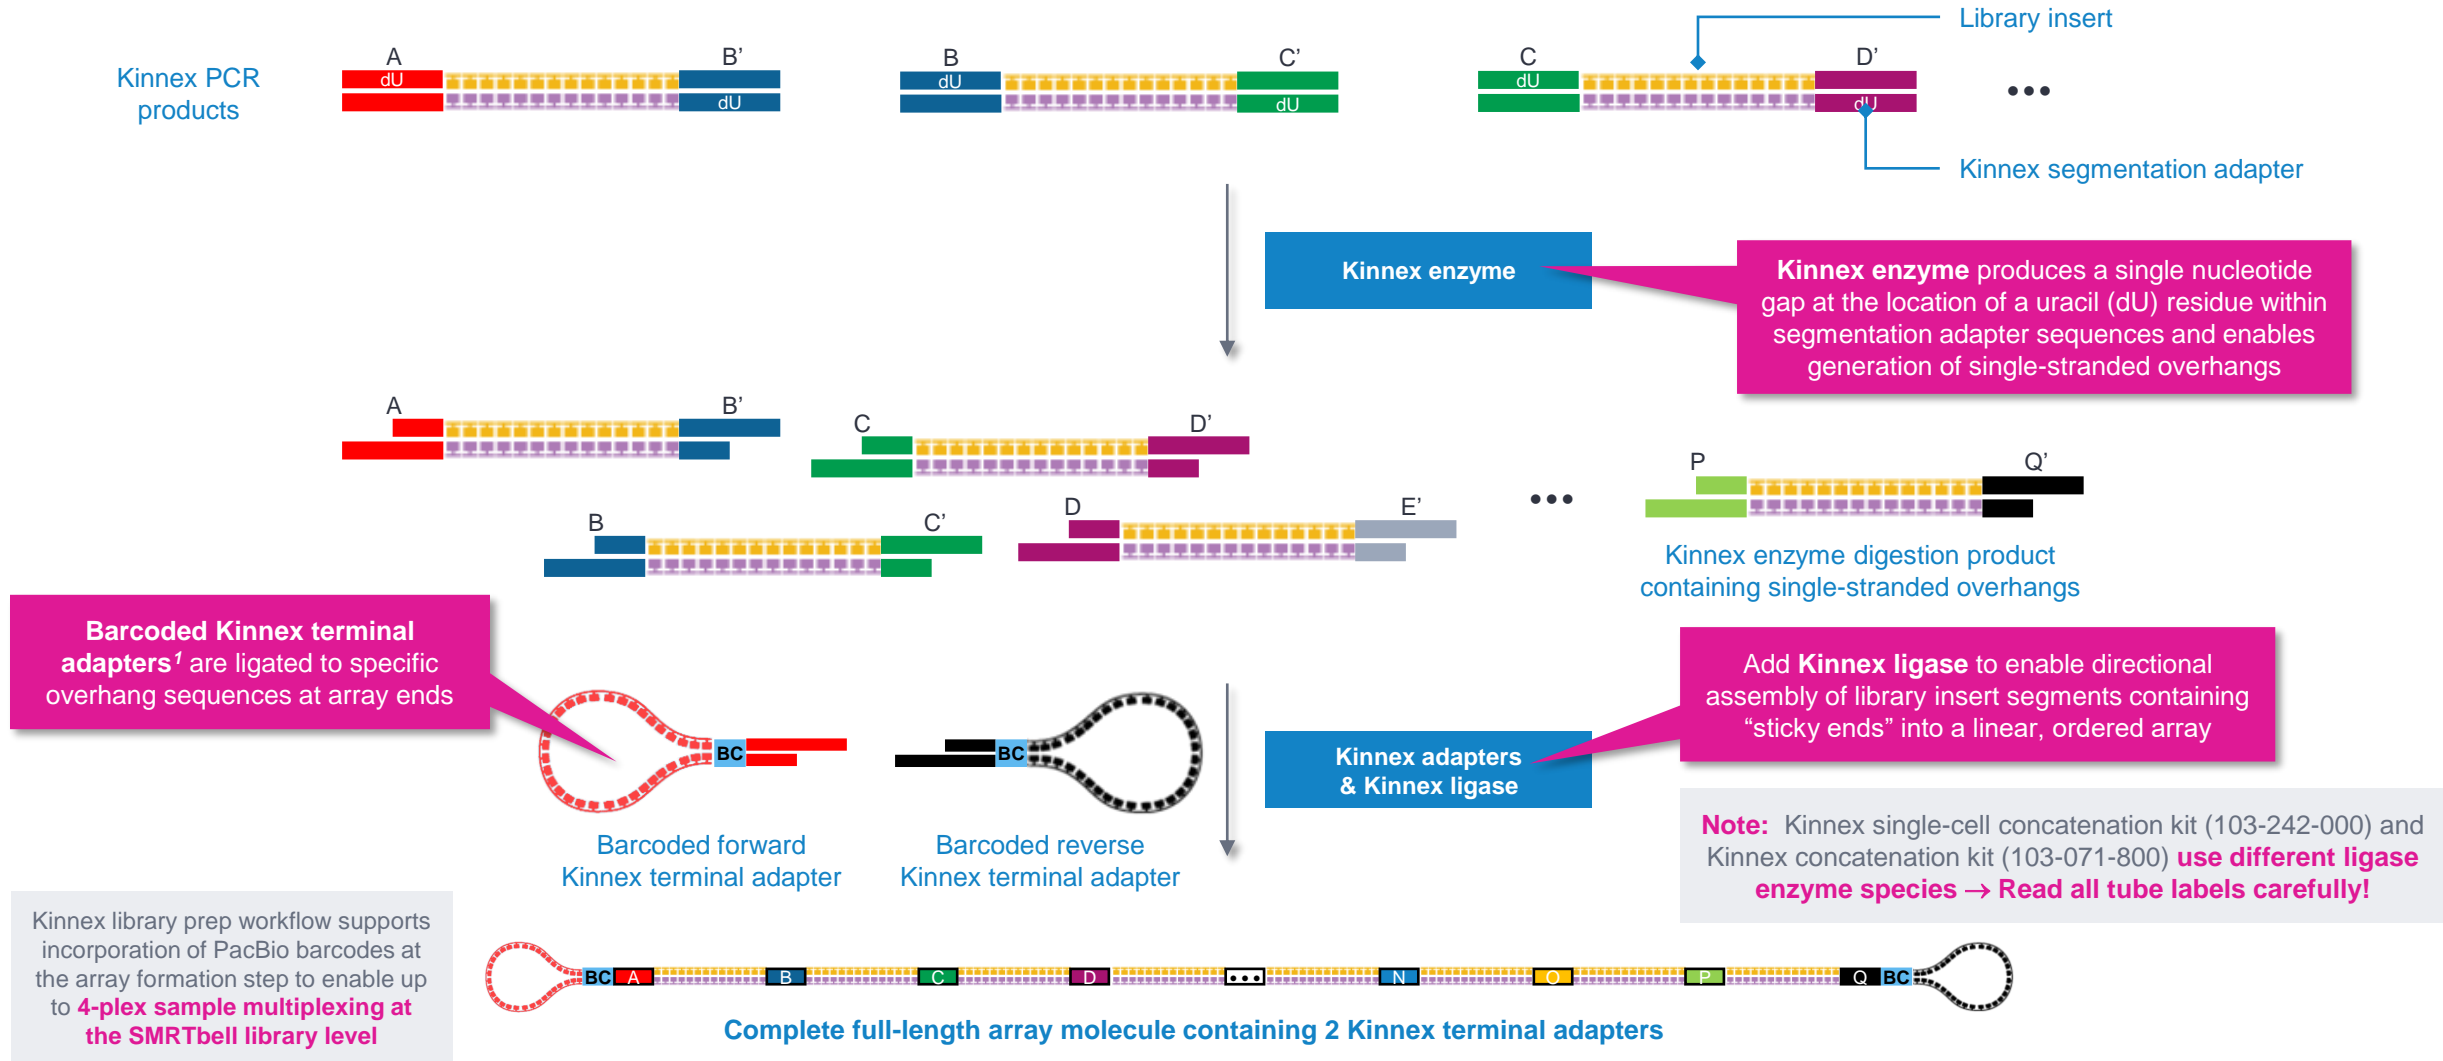 Library insert
A
B’
B
C’
C
D’
Kinnex PCR
products
dU
dU
dU
dU
dU
dU
•••
Kinnex segmentation adapter
Kinnex enzyme
Kinnex enzyme produces a single nucleotide
gap at the location of a uracil (dU) residue within
segmentation adapter sequences and enables
generation of single-stranded overhangs
A
B’
C
D’
P
Q’
•••
B
C’
D
E’
Kinnex enzyme digestion product
containing single-stranded overhangs
Barcoded Kinnex terminal
adapters1 are ligated to specific
overhang sequences at array ends
Add Kinnex ligase to enable directional
assembly of library insert segments containing
“sticky ends” into a linear, ordered array
BC
BC
Kinnex adapters
& Kinnex ligase
Barcoded forward
Kinnex terminal adapter
Barcoded reverse
Kinnex terminal adapter
Note: Kinnex single-cell concatenation kit (103-242-000) and
Kinnex concatenation kit (103-071-800) use different ligase
enzyme species → Read all tube labels carefully!
Kinnex library prep workflow supports
incorporation of PacBio barcodes at
the array formation step to enable up
to 4-plex sample multiplexing at
the SMRTbell library level
BC A B C D ••• N O P Q BC
Complete full-length array molecule containing 2 Kinnex terminal adapters